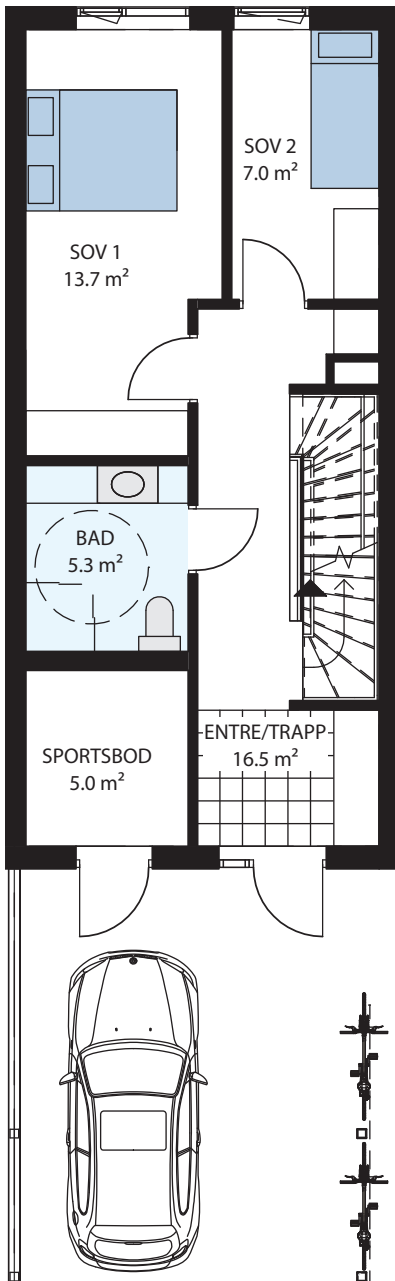 SOV 2
7.0 m²
SOV 1
13.7 m²
BAD
5.3 m²
ENTRE/TRAPP
16.5 m²
SPORTSBOD
5.0 m²